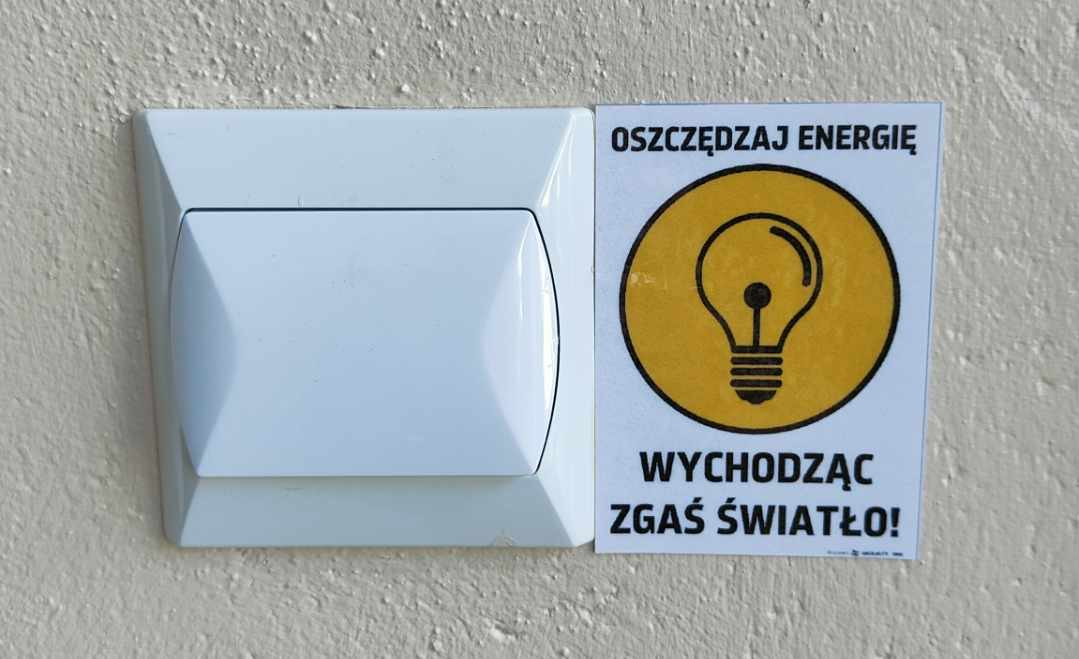 OSZCZĘDZAJ ENERGIĘ
WYCHODZĄC
ZGAŚ ŚWIATŁO!